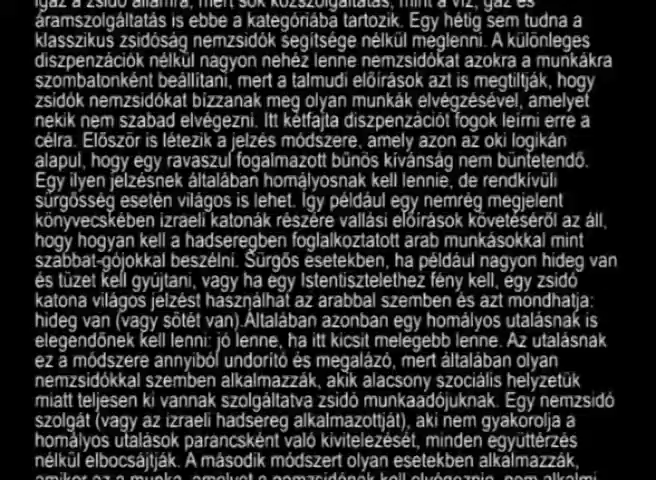 igaz a zsidó államra, mert sok közszolgáltatás, mint a víz, gáz és
áramszolgáltatás is ebbe a kategóriába tartozik. Egy hétig sem tudna a
klasszikus zsidóság nemzsidók segítsége nélkül meglenni. A különleges
diszpenzációk nélkül nagyon nehéz lenne nemzsidókat azokra a munkákra
szombatonként beállítani, mert a talmudi előírások azt is megtiltják, hogy
zsidók nemzsidókat bízzanak meg olyan munkák elvégzésével, amelyet
nekik nem szabad elvégezni. Itt kétfajta diszpenzációt fogok leírni erre a
célra. Először is létezik a jelzés módszere, amely azon az oki logikán
alapul, hogy egy ravaszul fogalmazott bűnös kívánság nem büntetendő.
Egy ilyen jelzésnek általában homályosnak kell lennie, de rendkívüli
sürgősség esetén világos is lehet. Így például egy nemrég megjelent
könyvecskében izraeli katonák részére vallási előírások követéséről az áll,
hogy hogyan kell a hadseregben foglalkoztatott arab munkásokkal mint
szabbat-gójokkal beszélni. Sürgős esetekben, ha például nagyon hideg van
és tüzet kell gyújtani, vagy ha egy Istentisztelethez fény kell, egy zsidó
katona világos jelzést használhat az arabbal szemben és azt mondhatja:
hideg van (vagy sötét van).Általában azonban egy homályos utalásnak is
elegendőnek kell lenni: jó lenne, ha itt kicsit melegebb lenne. Az utalásnak
ez a módszere annyiból undorító és megalázó, mert általában olyan
nemzsidókkal szemben alkalmazzák, akik alacsony szociális helyzetük
miatt teljesen ki vannak szolgáltatva zsidó munkaadójuknak. Egy nemzsidó
szolgát (vagy az izraeli hadsereg alkalmazottját), aki nem gyakorolja a
homályos utalások parancsként való kivitelezését, minden együttérzés
nélkül elbocsájtják. A második módszert olyan esetekben alkalmazzák,
amikor ez a munka, amelyet a nemzsidónak kell elvégeznie, nem alkalmi